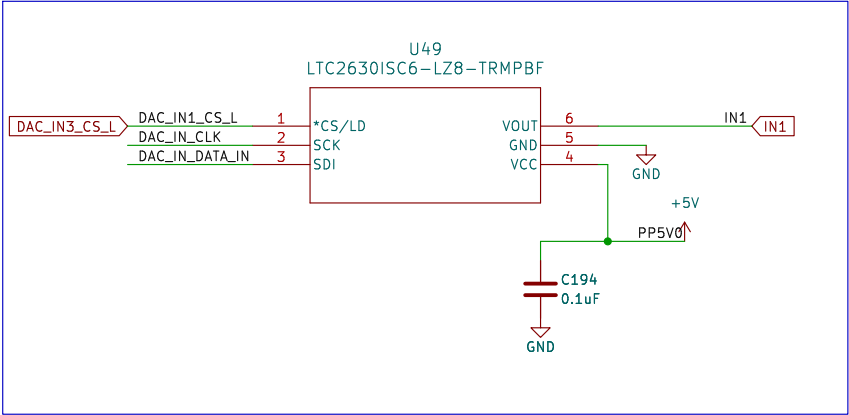 U49
LTC2630ISC6-LZ8-TRMPBF
DAC_IN3_CS_L DAC_IN1_CS_L 1 *CS/LD VOUT 6 IN1 IN1
DAC_IN_CLK 2 SCK GND 5
DAC_IN_DATA_IN 3 SDI VCC 4
GND
+5V
PP5V0
C194
0.1uF
GND